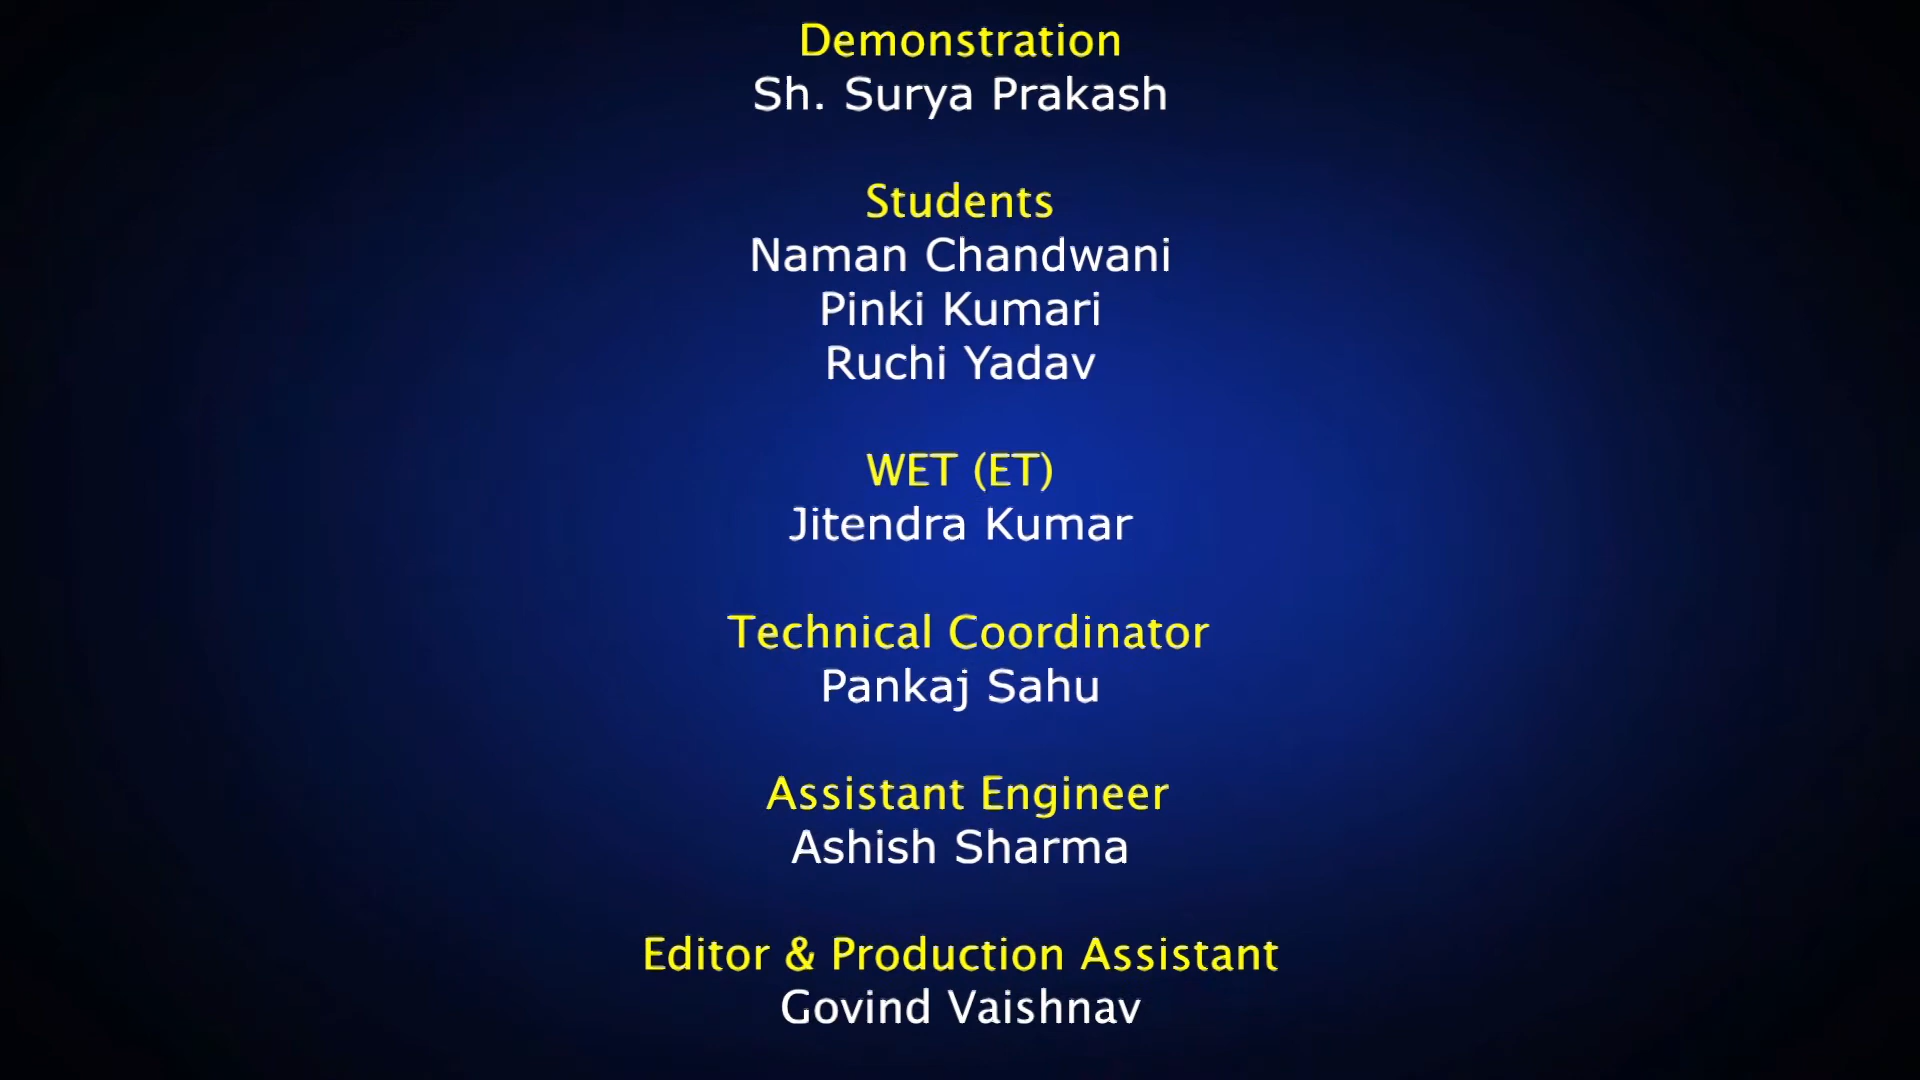 Demonstration
Sh. Surya Prakash
Students
Naman Chandwani
Pinki Kumari
Ruchi Yadav
WET (ET)
Jitendra Kumar
Technical Coordinator
Pankaj Sahu
Assistant Engineer
Ashish Sharma
Editor & Production Assistant
Govind Vaishnav